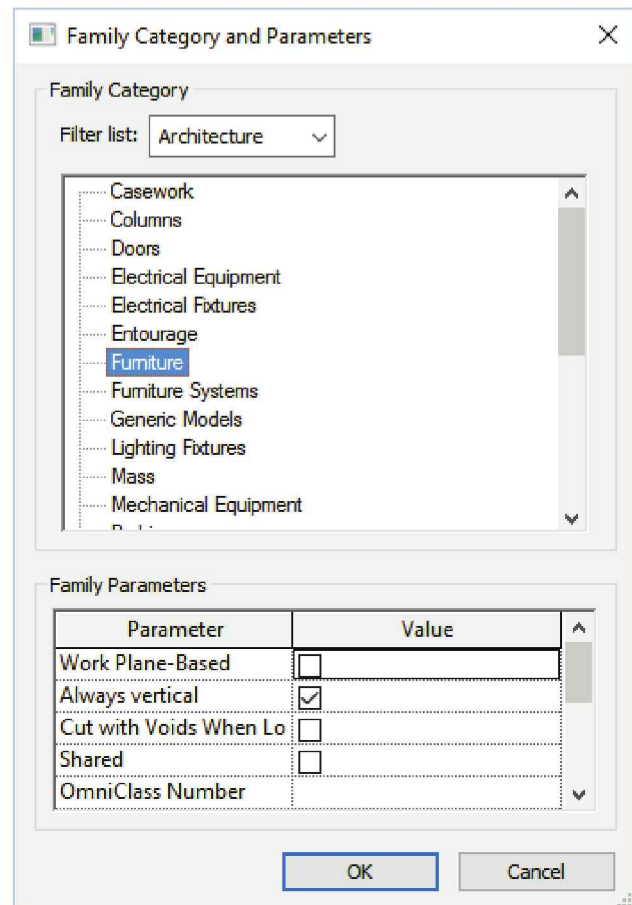 Family Category and Parameters
Family Category
Filter list: Architecture
Casework
Columns
Doors
Electrical Equipment
Electrical Fixtures
Entourage
Furniture
Furniture Systems
Generic Models
Lighting Fixtures
Mass
Mechanical Equipment
Family Parameters
Parameter Value
Work Plane-Based
Always vertical
Cut with Voids When Lo
Shared
OmniClass Number
OK Cancel